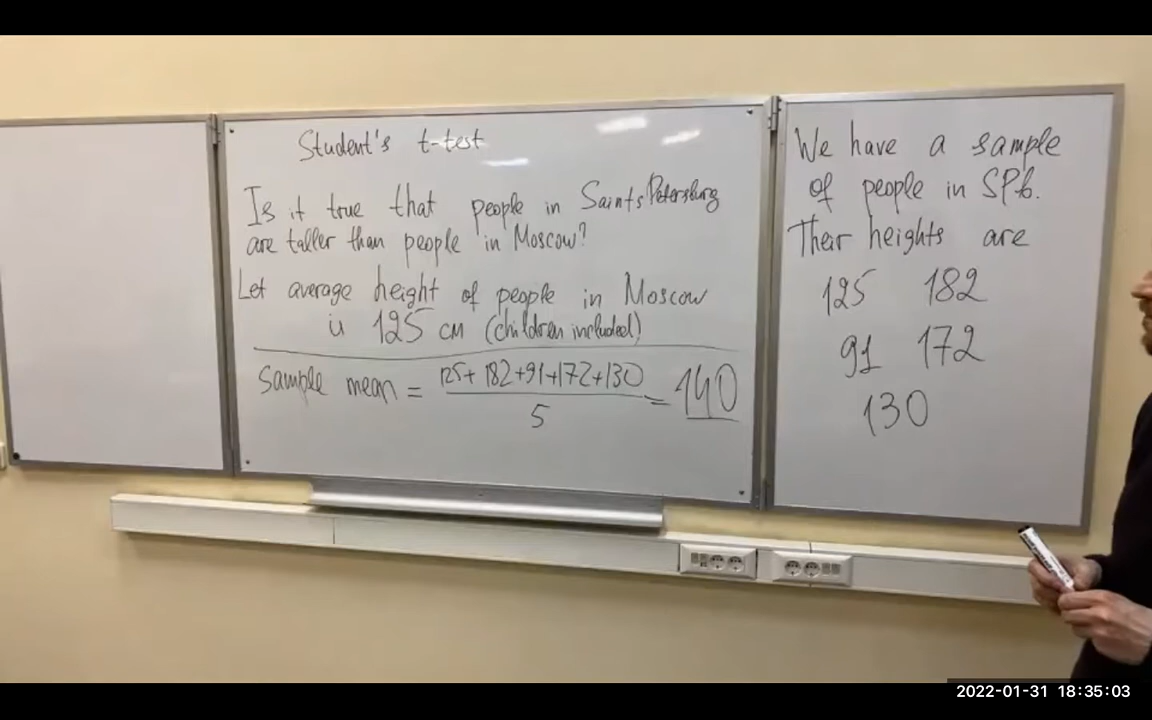 Student's t-test
Is it true that people in Saints Petersburg
are taller than people in Moscow?
Let average height of people in Moscow
is 125 cm (children included)
Sample mean = 125+182+91+172+130 / 5 = 140
We have a sample
of people in SPb.
Their heights are
125 182
91 172
130
2022-01-31 18:35:03